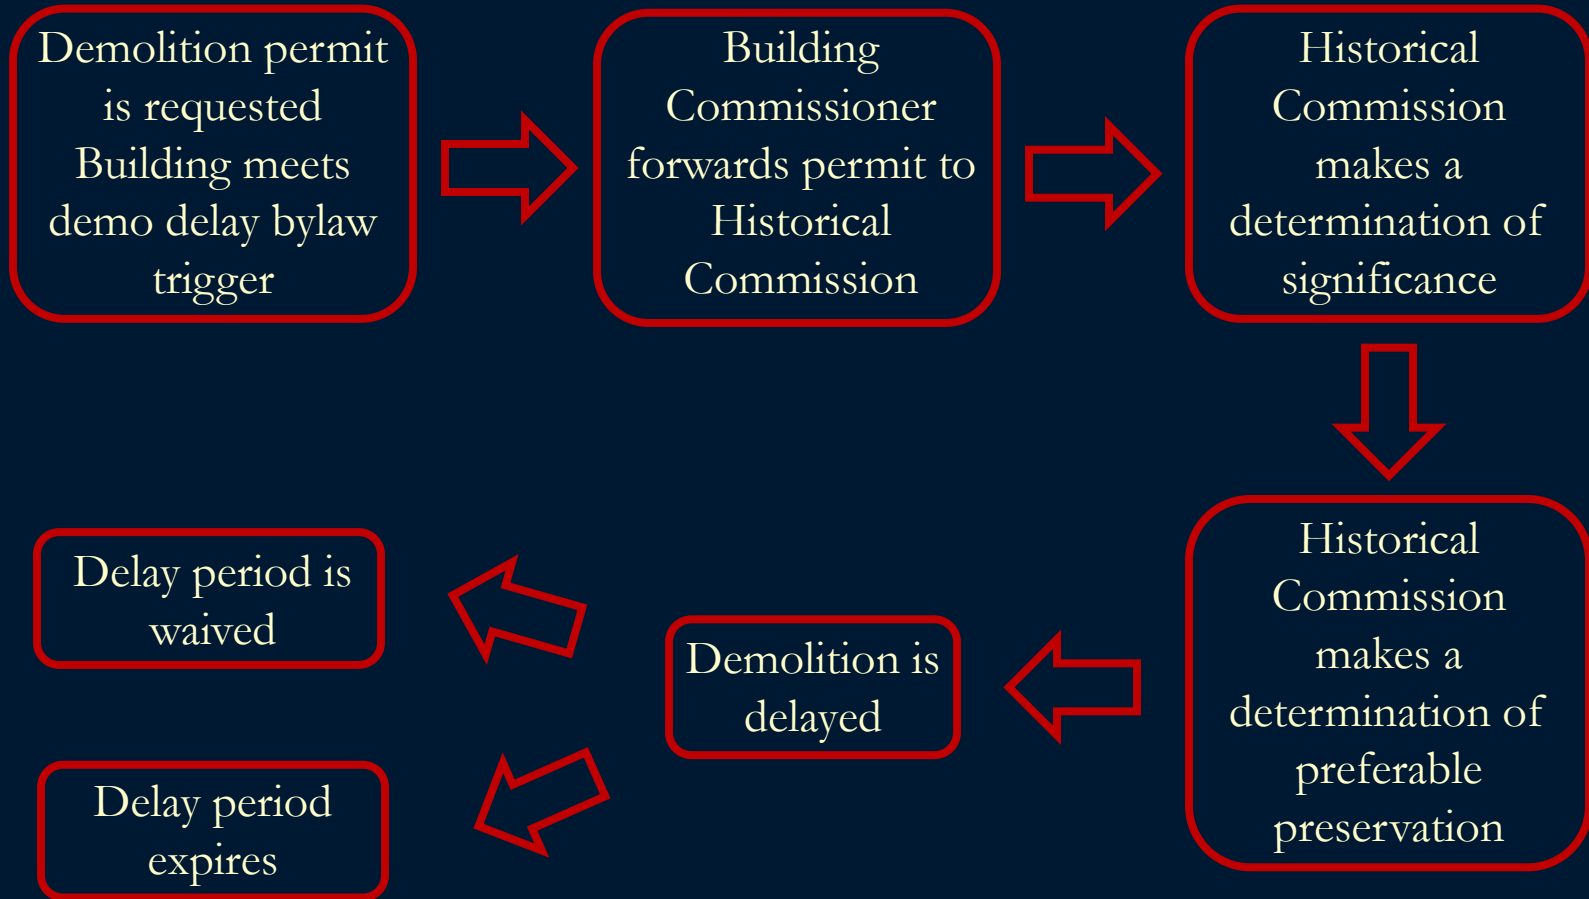 Demolition permit
is requested
Building meets
demo delay bylaw
trigger
Building
Commissioner
forwards permit to
Historical
Commission
Historical
Commission
makes a
determination of
significance
Historical
Commission
makes a
determination of
preferable
preservation
Demolition is
delayed
Delay period is
waived
Delay period
expires